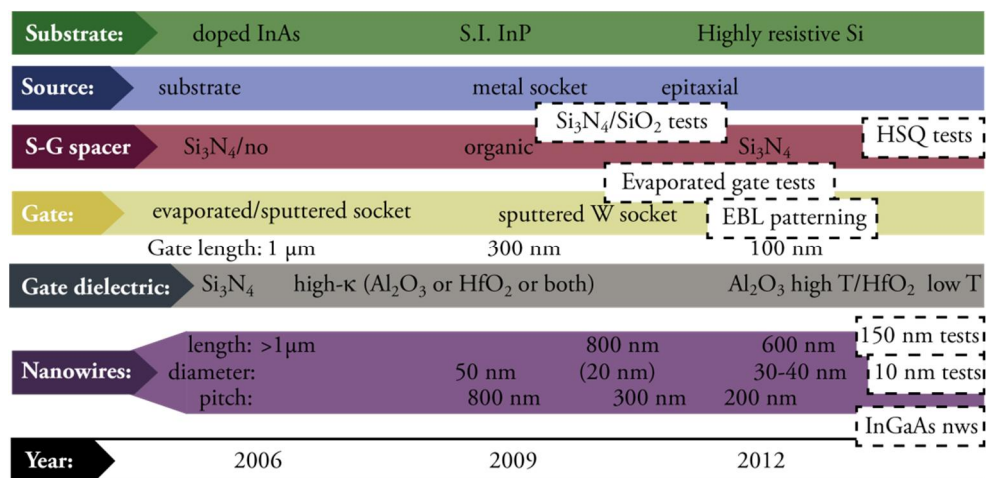 Substrate: doped InAs S.I. InP Highly resistive Si
Source: substrate metal socket epitaxial
Si₃N₄/SiO₂ tests
HSQ tests
S-G spacer Si₃N₄/no organic Si₃N₄
Evaporated gate tests
Gate: evaporated/sputtered socket sputtered W socket EBL patterning
Gate length: 1 μm 300 nm 100 nm
Gate dielectric: Si₃N₄ high-κ (Al₂O₃ or HfO₂ or both) Al₂O₃ high T/HfO₂ low T
150 nm tests
length: >1μm 800 nm 600 nm
Nanowires: diameter: 50 nm (20 nm) 30-40 nm 10 nm tests
pitch: 800 nm 300 nm 200 nm
InGaAs nws
Year: 2006 2009 2012